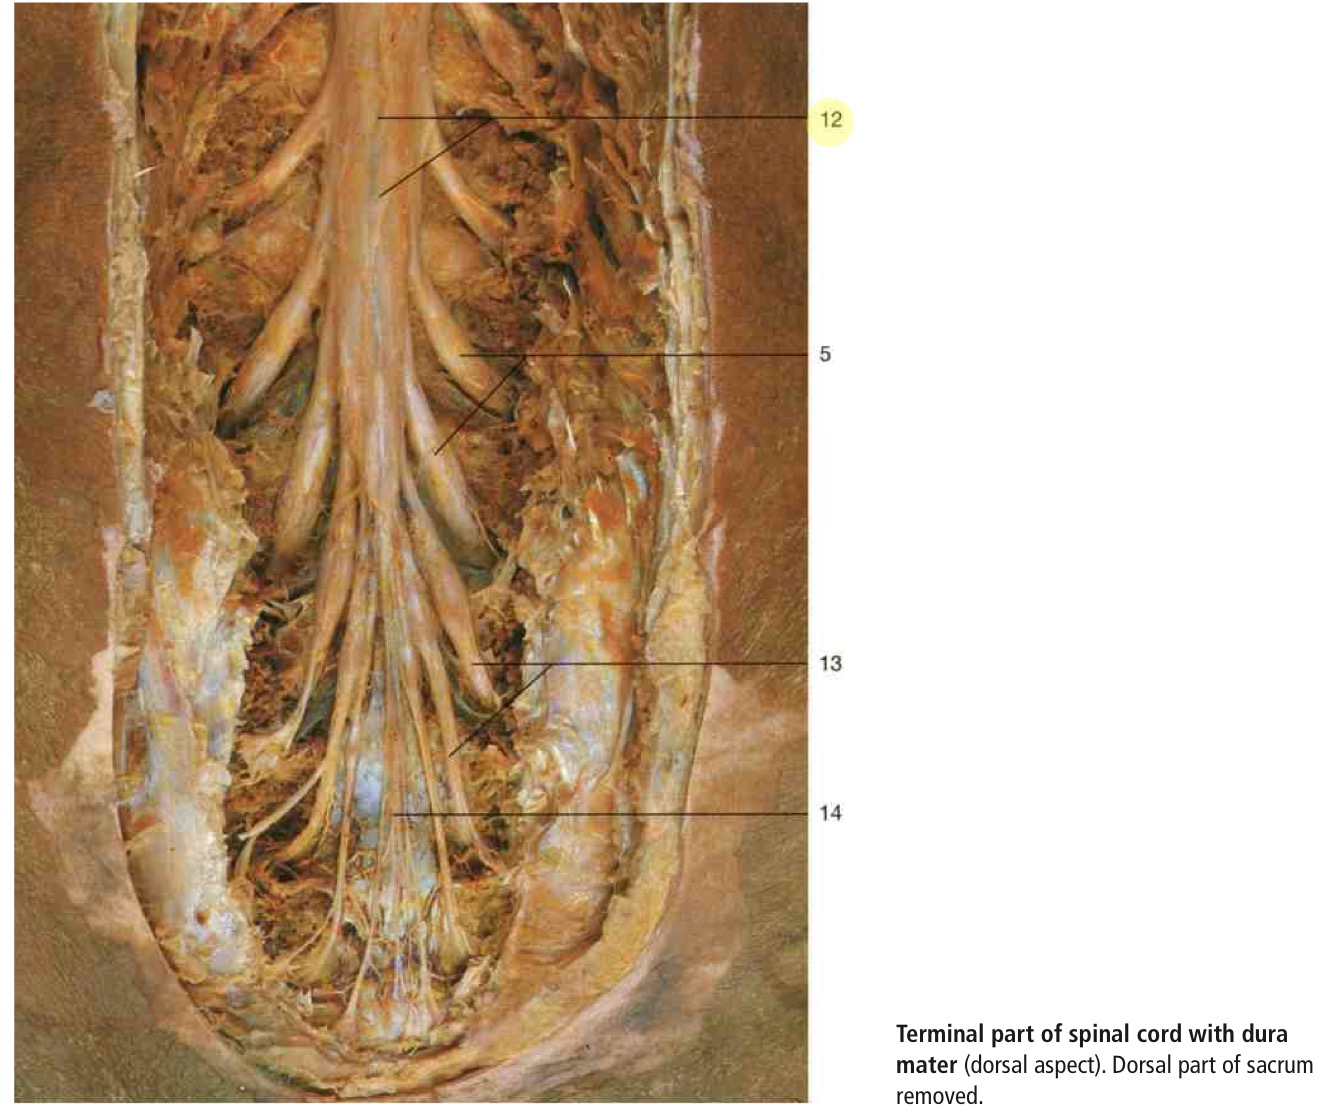 12
5
13
14
Terminal part of spinal cord with dura
mater (dorsal aspect). Dorsal part of sacrum
removed.